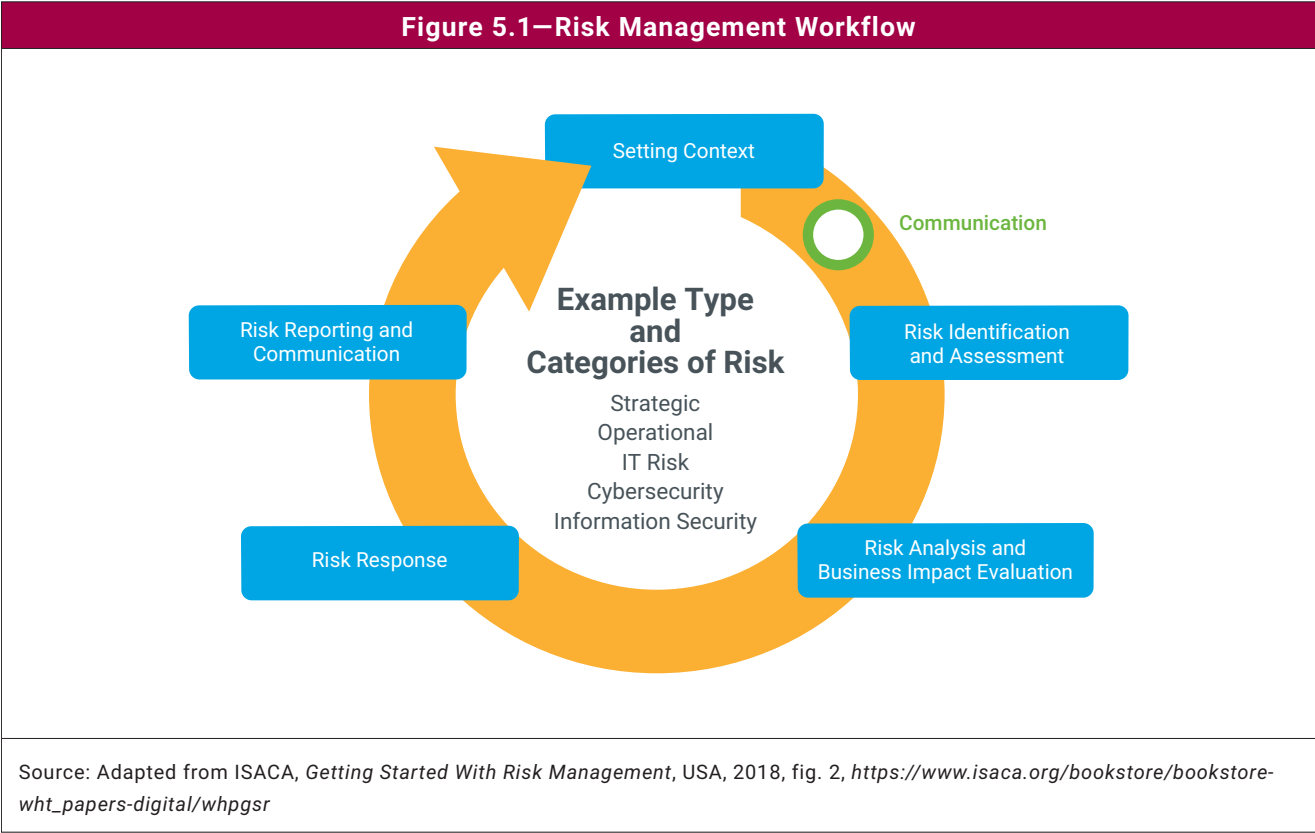 Figure 5.1—Risk Management Workflow
Setting Context
Communication
Risk Identification
and Assessment
Risk Analysis and
Business Impact Evaluation
Risk Response
Risk Reporting and
Communication
Example Type
and
Categories of Risk
Strategic
Operational
IT Risk
Cybersecurity
Information Security
Source: Adapted from ISACA, Getting Started With Risk Management, USA, 2018, fig. 2, https://www.isaca.org/bookstore/bookstore-
wht_papers-digital/whpgsr